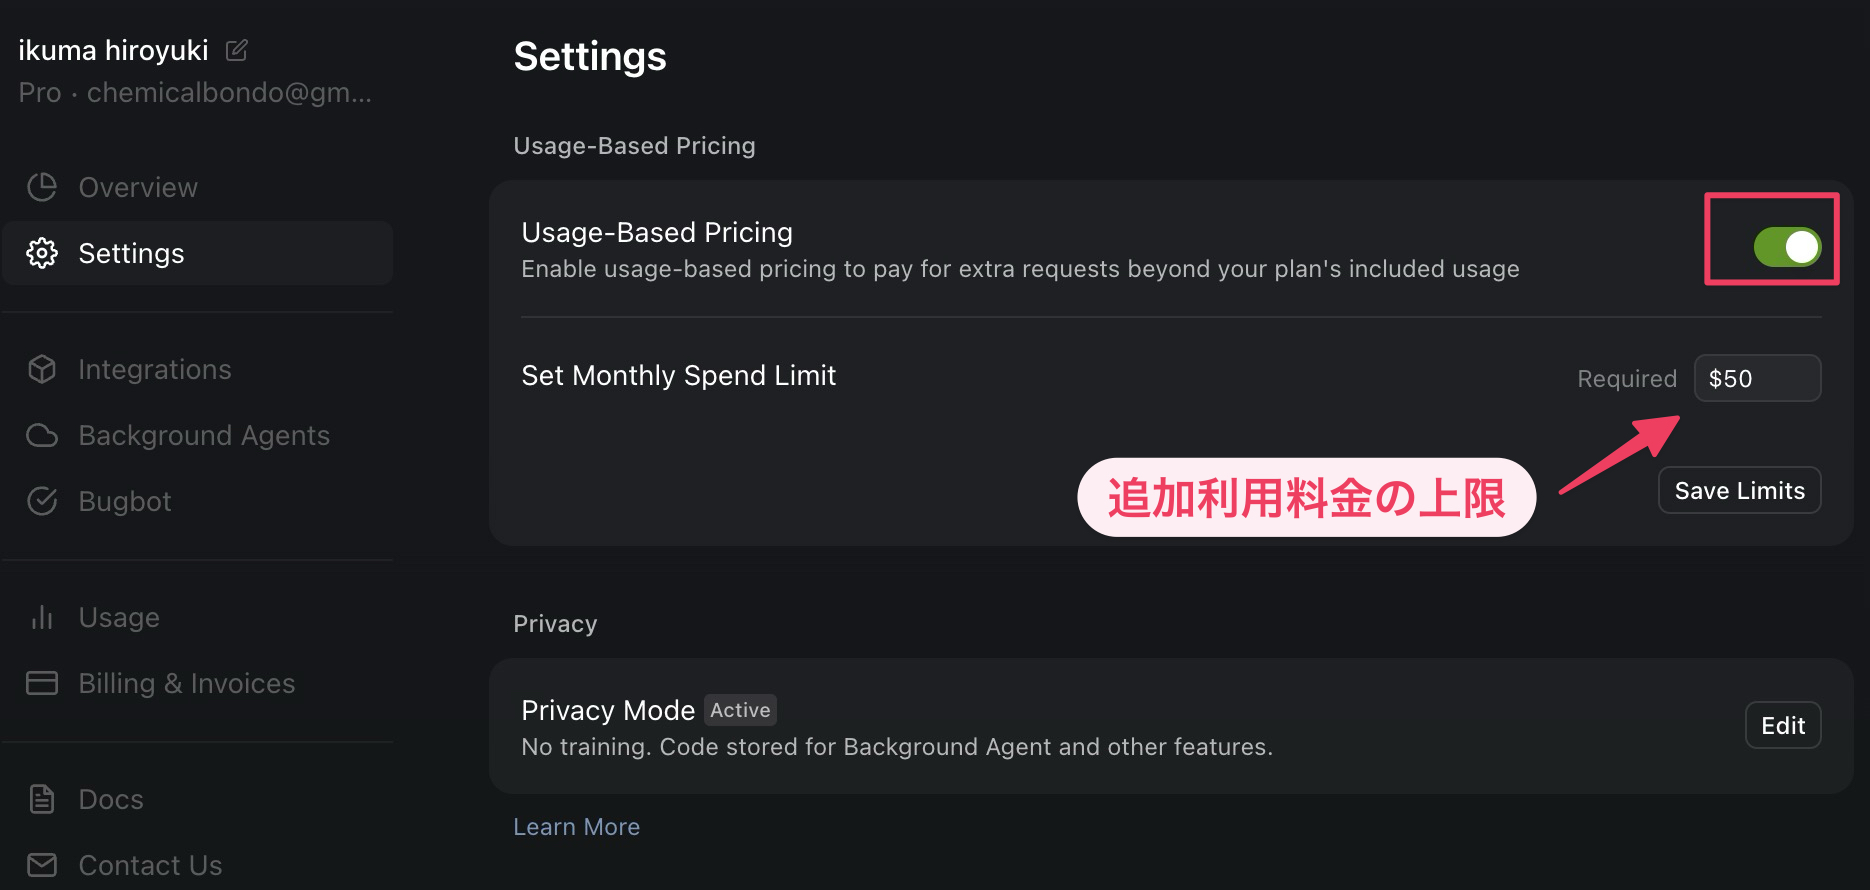 ikuma hiroyuki
Pro · chemicalbondo@gm...
Overview
Settings
Integrations
Background Agents
Bugbot
Usage
Billing & Invoices
Docs
Contact Us
Settings
Usage-Based Pricing
Usage-Based Pricing
Enable usage-based pricing to pay for extra requests beyond your plan's included usage
Set Monthly Spend Limit
Required
$50
追加利用料金の上限
Save Limits
Privacy
Privacy Mode Active
No training. Code stored for Background Agent and other features.
Edit
Learn More